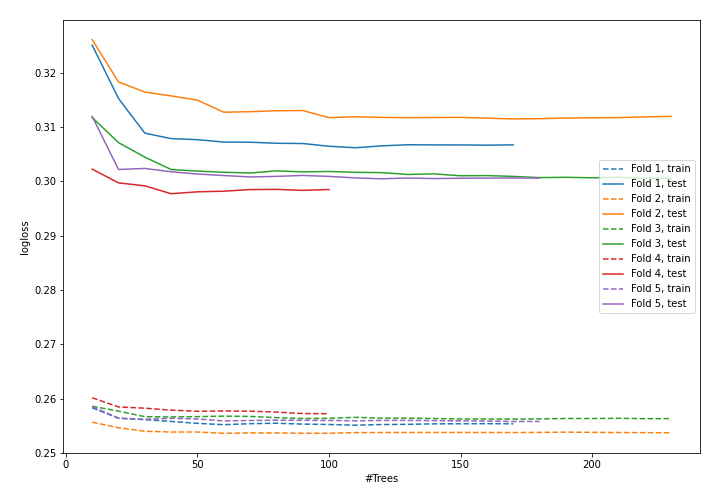 0.32
0.31
0.30
0.29
0.28
0.27
0.26
0.25
logloss
0
50
100
150
200
#Trees
Fold 1, train
Fold 1, test
Fold 2, train
Fold 2, test
Fold 3, train
Fold 3, test
Fold 4, train
Fold 4, test
Fold 5, train
Fold 5, test